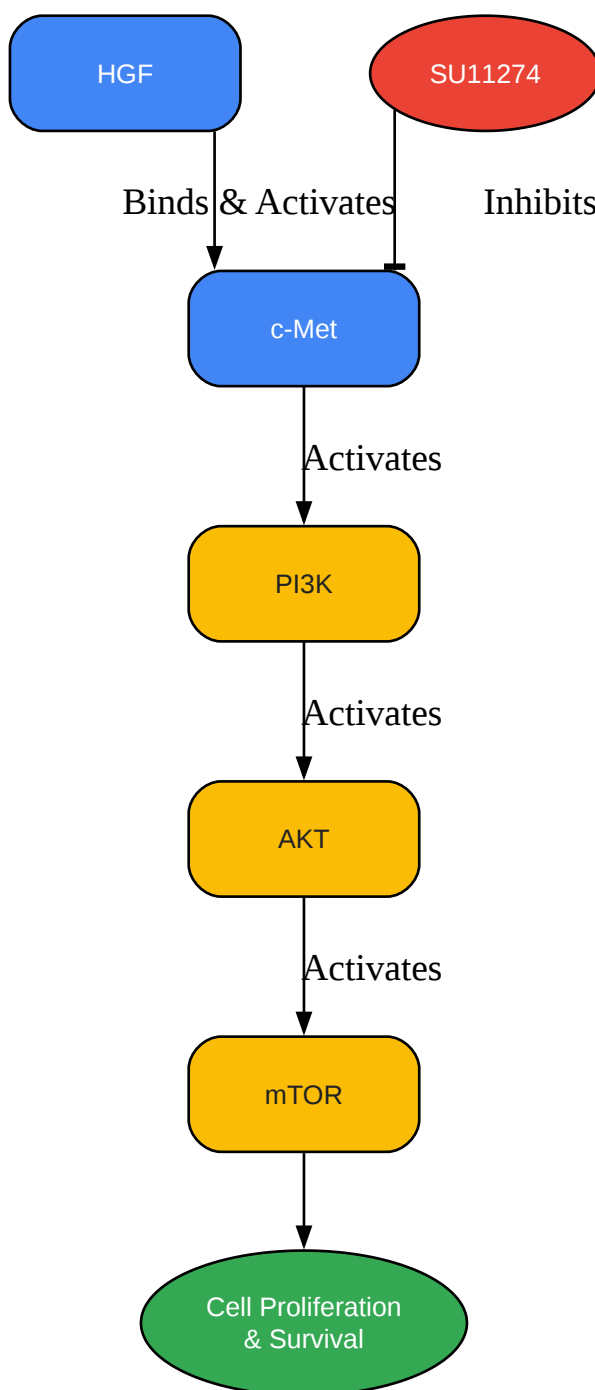 HGF
SU11274
Binds & Activates
Inhibits
c-Met
Activates
PI3K
Activates
AKT
Activates
mTOR
Cell Proliferation
& Survival